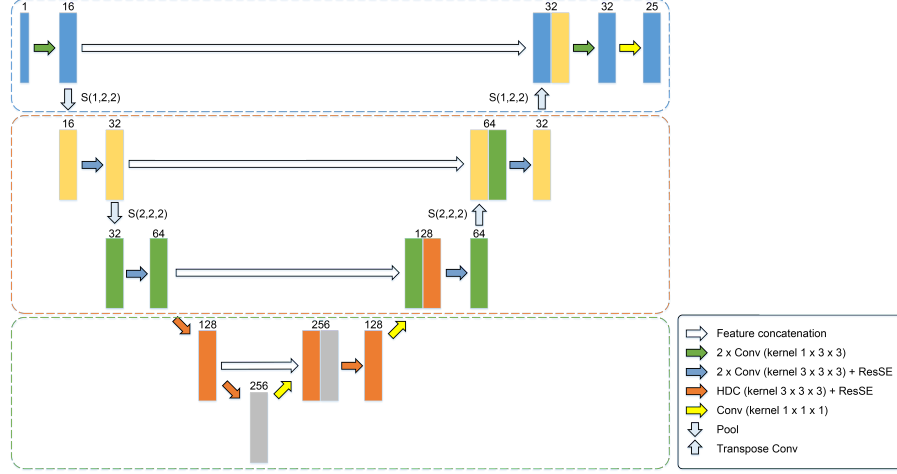 1 16 32 32 25
S(1,2,2) S(1,2,2)
16 32 64 32
S(2,2,2) S(2,2,2)
32 64 128 64
128 256 128
256
Feature concatenation
2 x Conv (kernel 1 x 3 x 3)
2 x Conv (kernel 3 x 3 x 3) + ResSE
HDC (kernel 3 x 3 x 3) + ResSE
Conv (kernel 1 x 1 x 1)
Pool
Transpose Conv